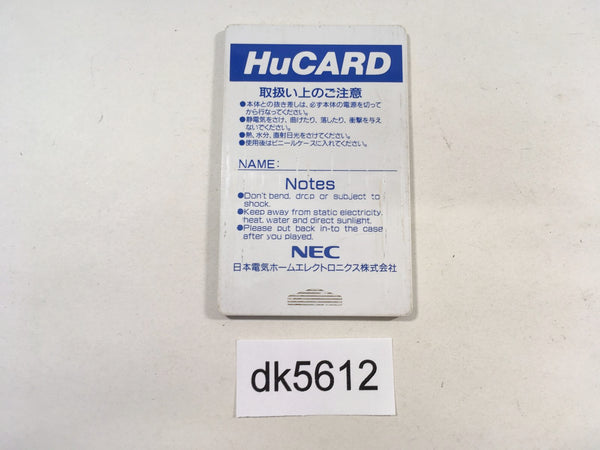 HuCARD
取扱い上のご注意
●本体との抜き差しは、必ず本体の電源を切って
から行なってください。
●静電気をさけ、曲げたり、落したり、衝撃を与え
ないでください。
●熱、水分、直射日光をさけてください。
●使用後はビニールケースに入れてください。
NAME:
Notes
●Don't bend, drop or subject to
shock.
●Keep away from static electricity,
heat, water and direct sunlight.
●Please put back in-to the case
after you played.
NEC
日本電気ホームエレクトロニクス株式会社
dk5612